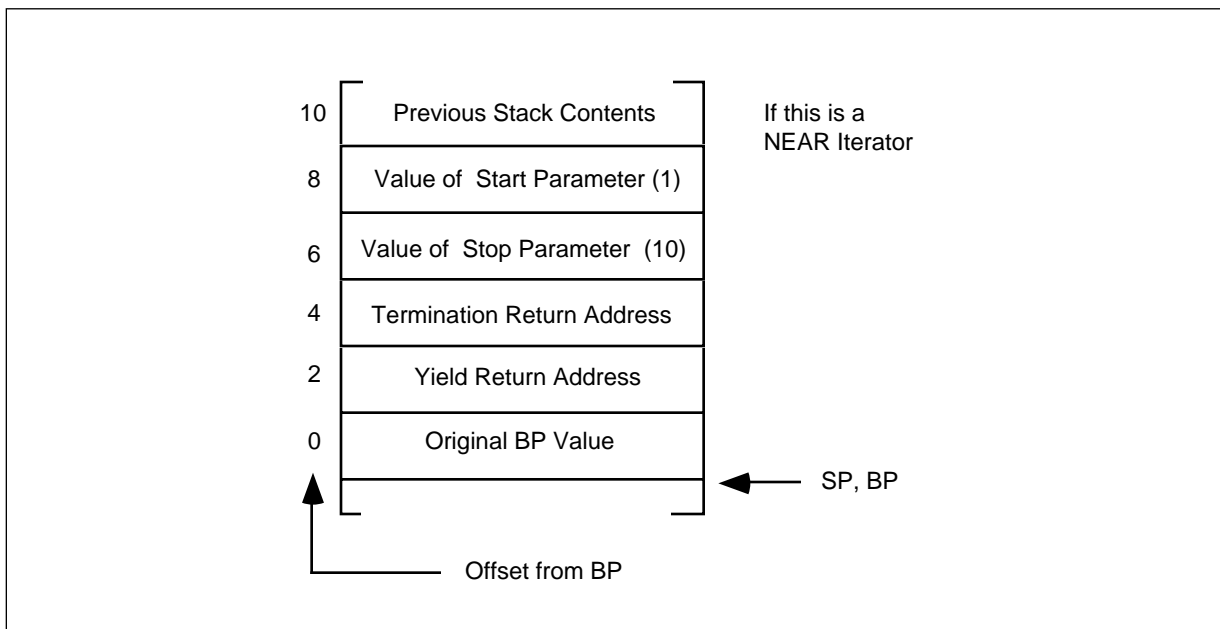 10 Previous Stack Contents If this is a
NEAR Iterator
8 Value of Start Parameter (1)
6 Value of Stop Parameter (10)
4 Termination Return Address
2 Yield Return Address
0 Original BP Value
SP, BP
Offset from BP